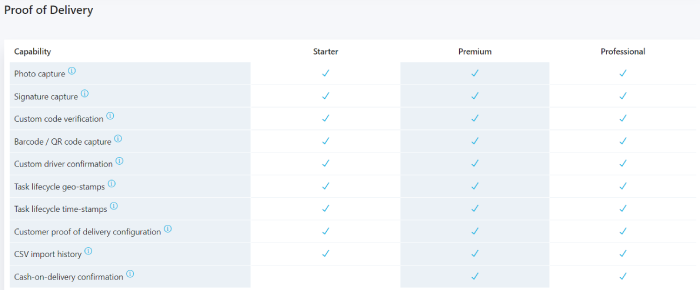 Proof of Delivery
Capability Starter Premium Professional
Photo capture ⓘ ✓ ✓ ✓
Signature capture ⓘ ✓ ✓ ✓
Custom code verification ⓘ ✓ ✓ ✓
Barcode / QR code capture ⓘ ✓ ✓ ✓
Custom driver confirmation ⓘ ✓ ✓ ✓
Task lifecycle geo-stamps ⓘ ✓ ✓ ✓
Task lifecycle time-stamps ⓘ ✓ ✓ ✓
Customer proof of delivery configuration ⓘ ✓ ✓ ✓
CSV import history ⓘ ✓ ✓ ✓
Cash-on-delivery confirmation ⓘ ✓ ✓